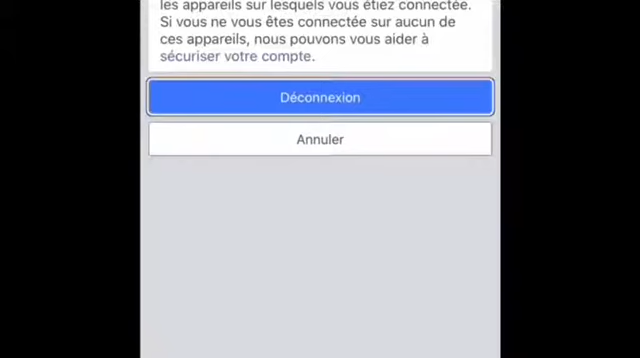 les appareils sur lesquels vous étiez connectée.
Si vous ne vous êtes connectée sur aucun de
ces appareils, nous pouvons vous aider à
sécuriser votre compte.
Déconnexion
Annuler